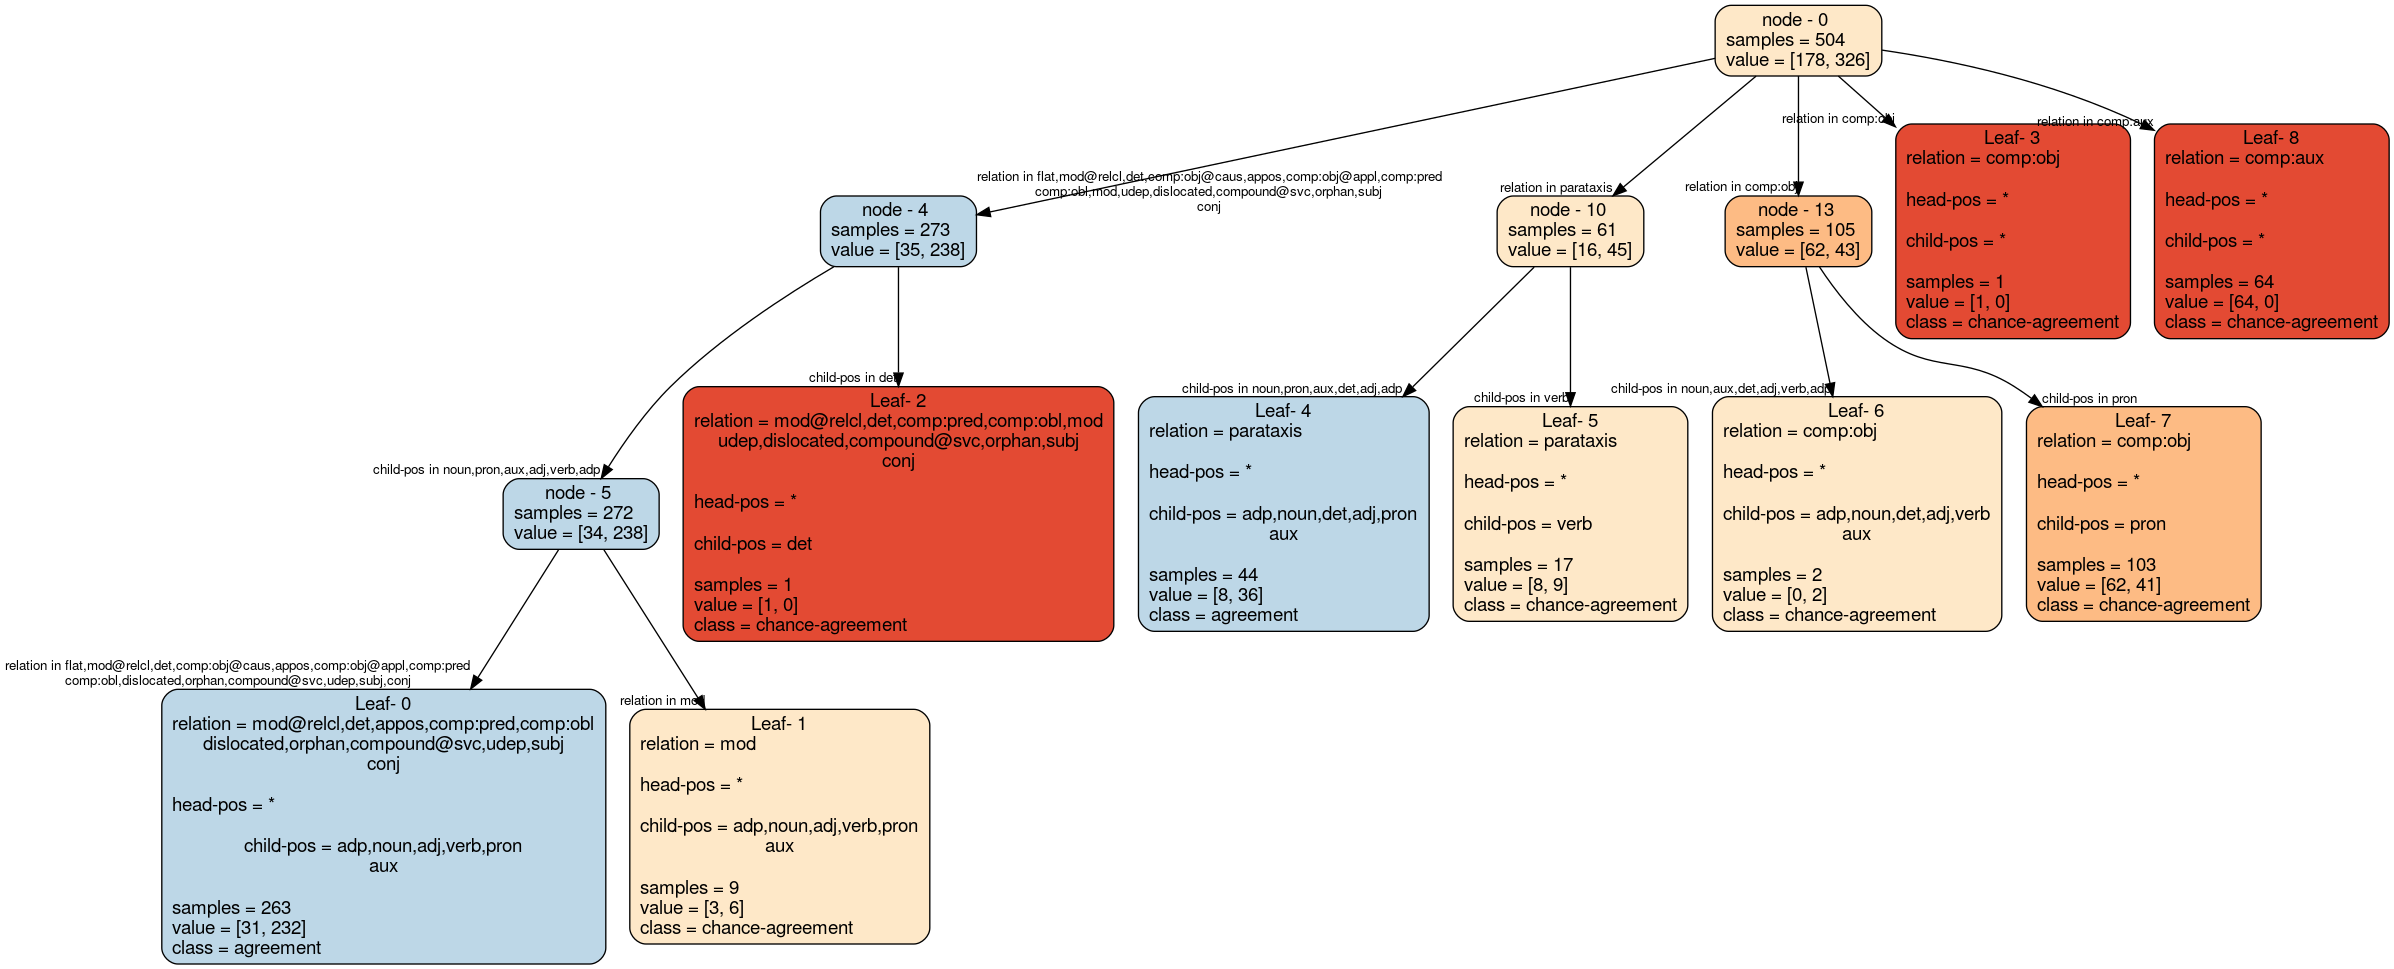 node - 0
samples = 504
value = [178, 326]
relation in flat,mod@relcl,det,comp:obj@caus,appos,comp:obj@appl,comp:pred
comp:obl,mod,udep,dislocated,compound@svc,orphan,subj
conj
relation in parataxis
relation in comp:obj
relation in comp:obj
relation in comp:aux
Leaf- 3
relation = comp:obj
head-pos = *
child-pos = *
samples = 1
value = [1, 0]
class = chance-agreement
Leaf- 8
relation = comp:aux
head-pos = *
child-pos = *
samples = 64
value = [64, 0]
class = chance-agreement
node - 4
samples = 273
value = [35, 238]
node - 10
samples = 61
value = [16, 45]
node - 13
samples = 105
value = [62, 43]
child-pos in noun,pron,aux,adj,verb,adp
child-pos in det
child-pos in noun,pron,aux,det,adj,adp
child-pos in verb
child-pos in noun,aux,det,adj,verb,adp
child-pos in pron
node - 5
samples = 272
value = [34, 238]
Leaf- 2
relation = mod@relcl,det,comp:pred,comp:obl,mod
udep,dislocated,compound@svc,orphan,subj
conj
head-pos = *
child-pos = det
samples = 1
value = [1, 0]
class = chance-agreement
Leaf- 4
relation = parataxis
head-pos = *
child-pos = adp,noun,det,adj,pron
aux
samples = 44
value = [8, 36]
class = agreement
Leaf- 5
relation = parataxis
head-pos = *
child-pos = verb
samples = 17
value = [8, 9]
class = chance-agreement
Leaf- 6
relation = comp:obj
head-pos = *
child-pos = adp,noun,det,adj,verb
aux
samples = 2
value = [0, 2]
class = chance-agreement
Leaf- 7
relation = comp:obj
head-pos = *
child-pos = pron
samples = 103
value = [62, 41]
class = chance-agreement
relation in flat,mod@relcl,det,comp:obj@caus,appos,comp:obj@appl,comp:pred
comp:obl,dislocated,orphan,compound@svc,udep,subj,conj
relation in mod
Leaf- 0
relation = mod@relcl,det,appos,comp:pred,comp:obl
dislocated,orphan,compound@svc,udep,subj
conj
head-pos = *
child-pos = adp,noun,adj,verb,pron
aux
samples = 263
value = [31, 232]
class = agreement
Leaf- 1
relation = mod
head-pos = *
child-pos = adp,noun,adj,verb,pron
aux
samples = 9
value = [3, 6]
class = chance-agreement